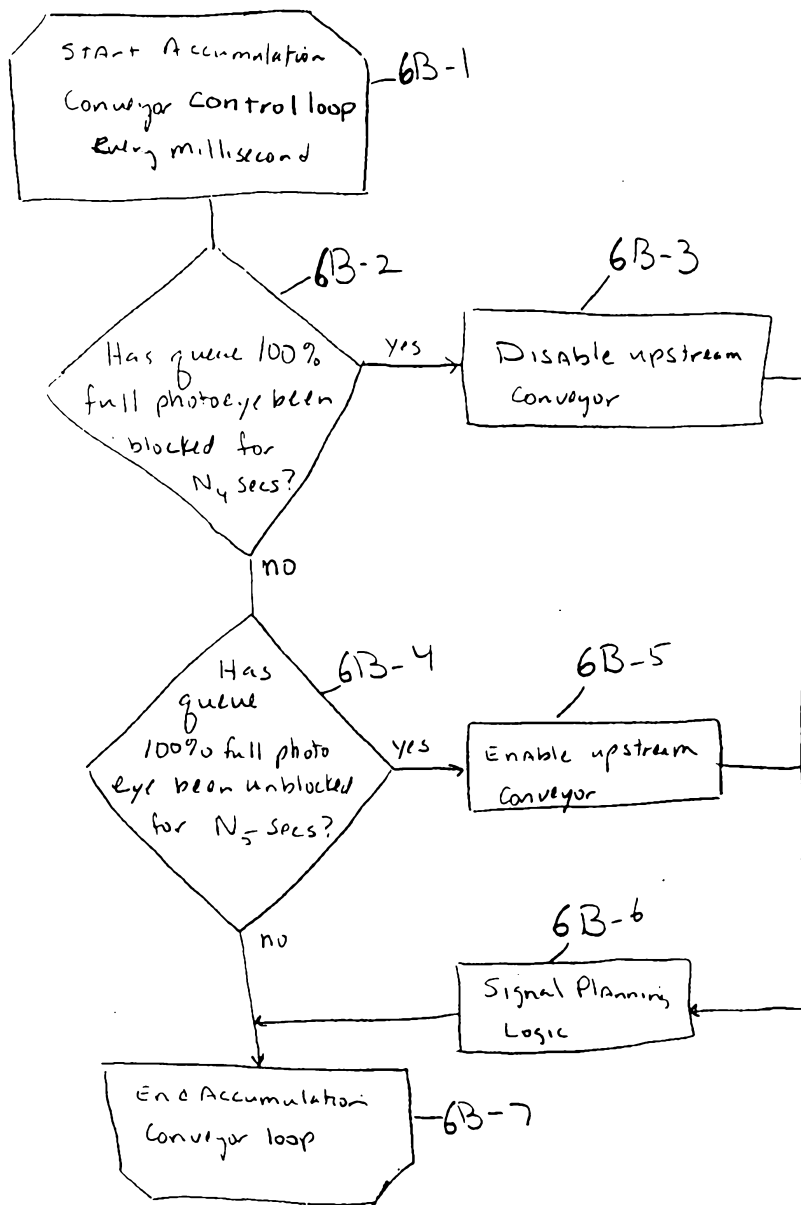 Start Accumulation
Conveyor Control loop
Every millisecond
6B-1
6B-2
Has queue 100%
full photoeye been
blocked for
N4 secs?
yes
6B-3
Disable upstream
Conveyor
no
6B-4
Has
queue
100% full photo
eye been unblocked
for N5 secs?
yes
6B-5
Enable upstream
Conveyor
no
6B-6
Signal Planning
Logic
End Accumulation
Conveyor loop
6B-7